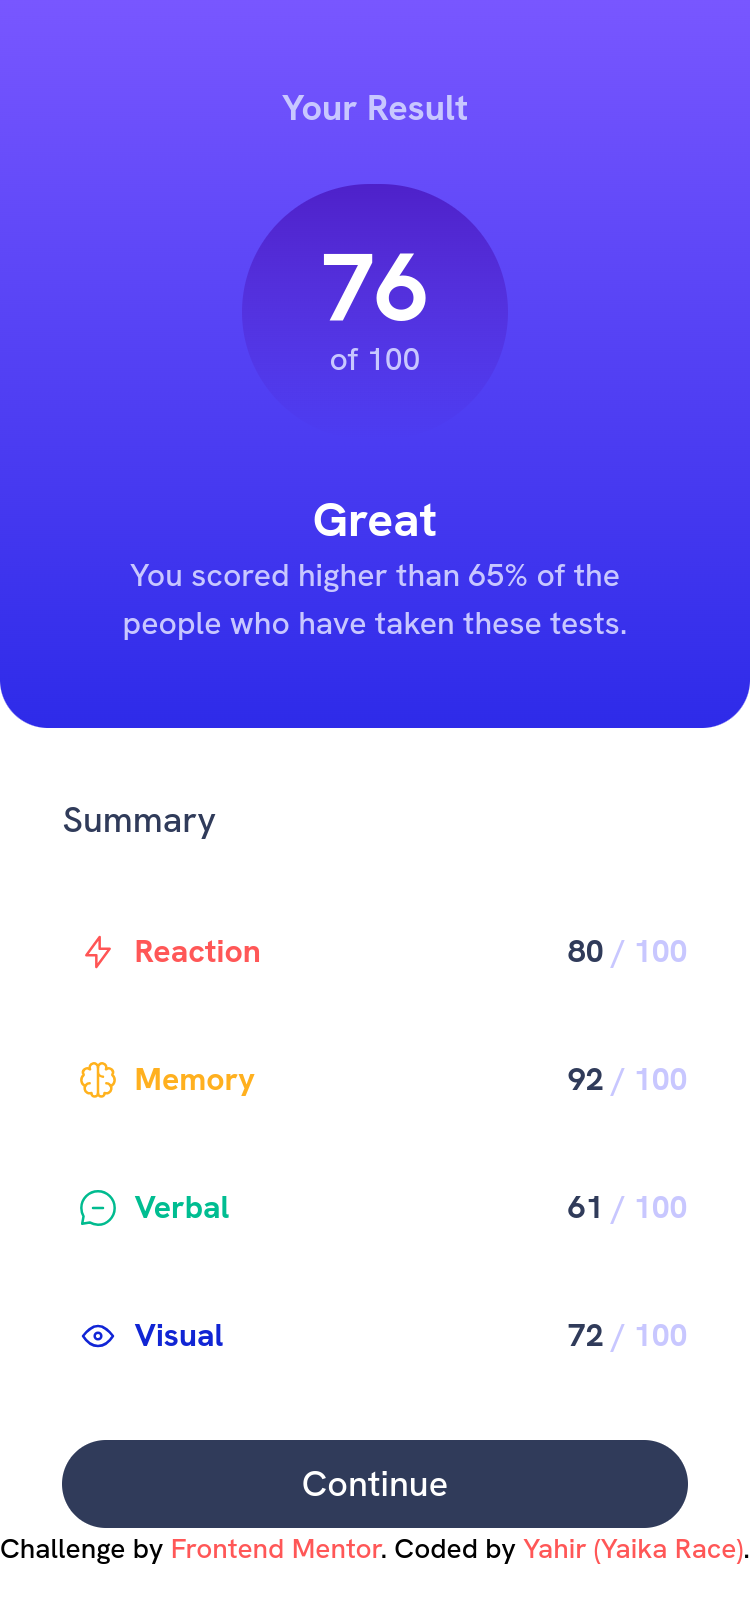 Your Result
76
of 100
Great
You scored higher than 65% of the
people who have taken these tests.
Summary
Reaction 80 / 100
Memory 92 / 100
Verbal 61 / 100
Visual 72 / 100
Continue
Challenge by Frontend Mentor. Coded by Yahir (Yaika Race).